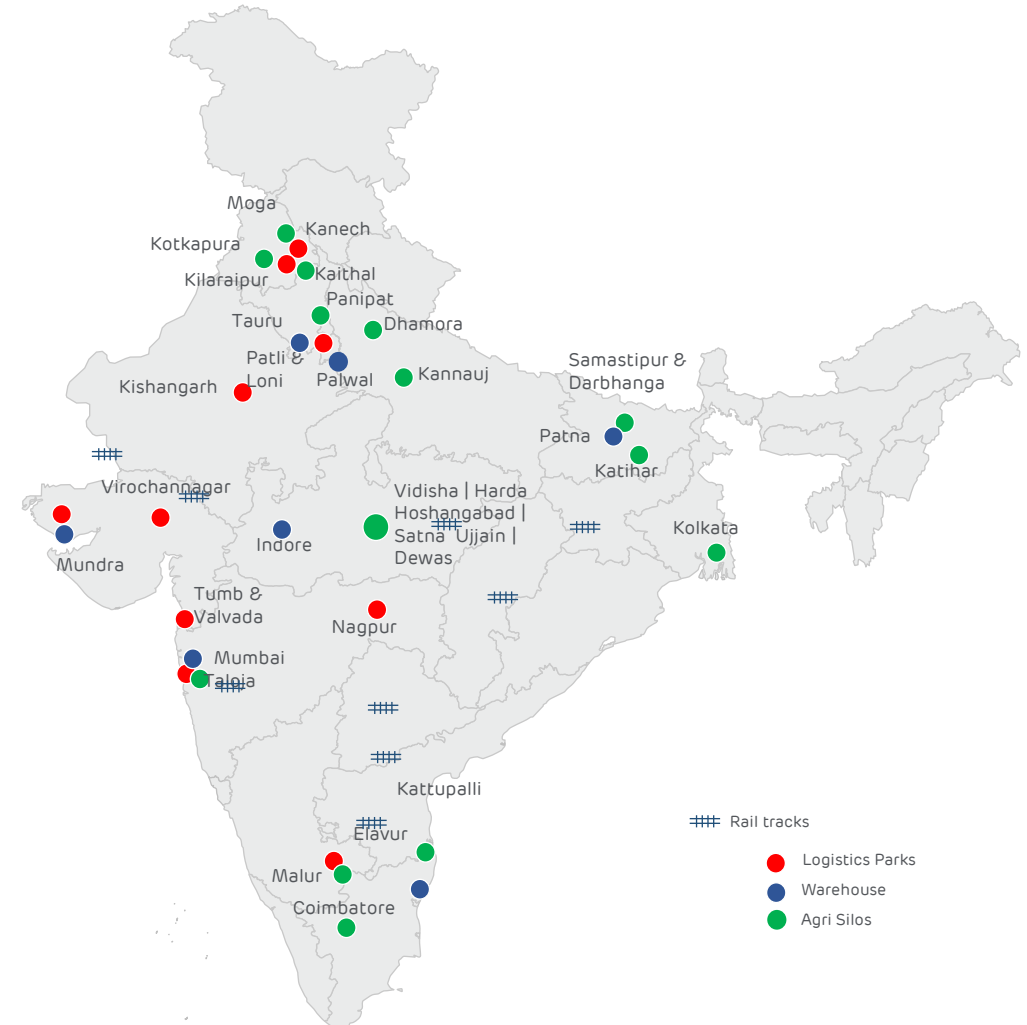 Moga
Kanech
Kotkapura
Kilaraipur
Kaithal
Panipat
Tauru
Dhamora
Patli &
Loni
Palwal
Kannauj
Kishangarh
Samastipur &
Darbhanga
Patna
Katihar
Virochannagar
Vidisha | Harda
Hoshangabad |
Satna Ujjain |
Dewas
Kolkata
Indore
Mundra
Tumb &
Valvada
Nagpur
Mumbai
Taloja
Kattupalli
Elavur
Malur
Coimbatore
Rail tracks
Logistics Parks
Warehouse
Agri Silos